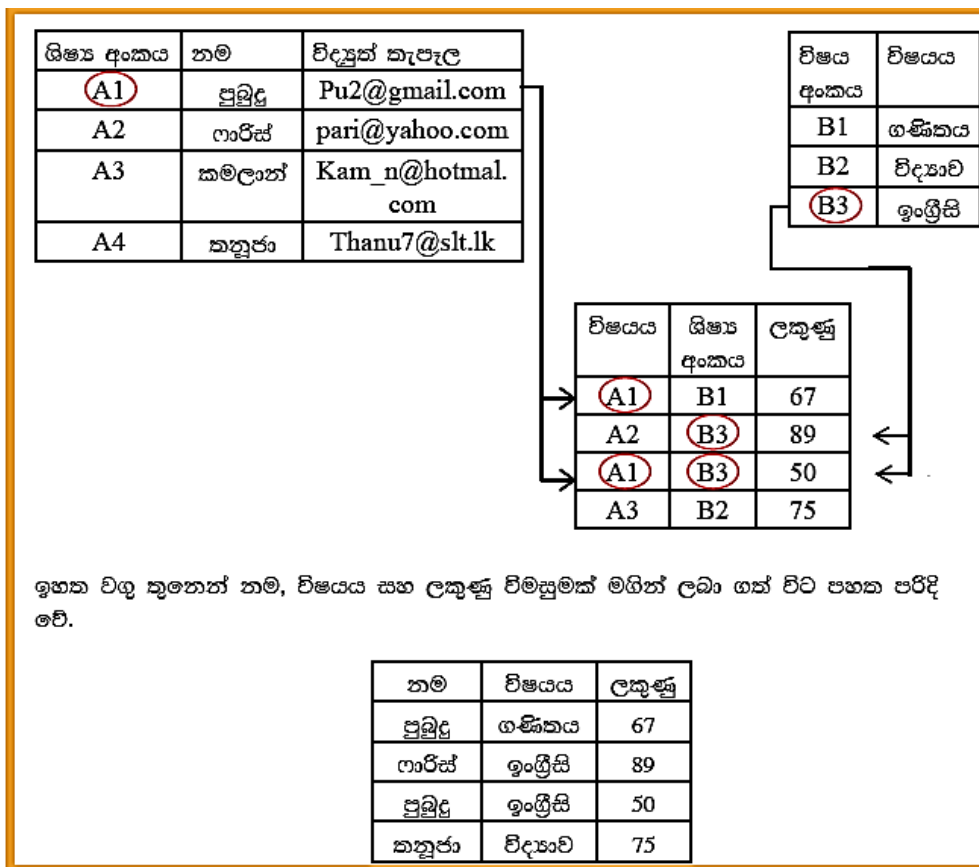 ශිෂ්‍ය අංකය නම විද්‍යුත් තැපෑල
A1 පුබුදු Pu2@gmail.com
A2 ෆාරිස් pari@yahoo.com
A3 කමලාන් Kam_n@hotmal.
com
A4 තනූජා Thanu7@slt.lk
විෂය විෂයය
අංකය
B1 ගණිතය
B2 විද්‍යාව
B3 ඉංග්‍රීසි
විෂයය ශිෂ්‍ය ලකුණු
අංකය
A1 B1 67
A2 B3 89
A1 B3 50
A3 B2 75
ඉහත වගු තුනෙන් නම, විෂයය සහ ලකුණු විමසුමක් මගින් ලබා ගත් විට පහත පරිදි
වේ.
නම විෂයය ලකුණු
පුබුදු ගණිතය 67
ෆාරිස් ඉංග්‍රීසි 89
පුබුදු ඉංග්‍රීසි 50
තනූජා විද්‍යාව 75